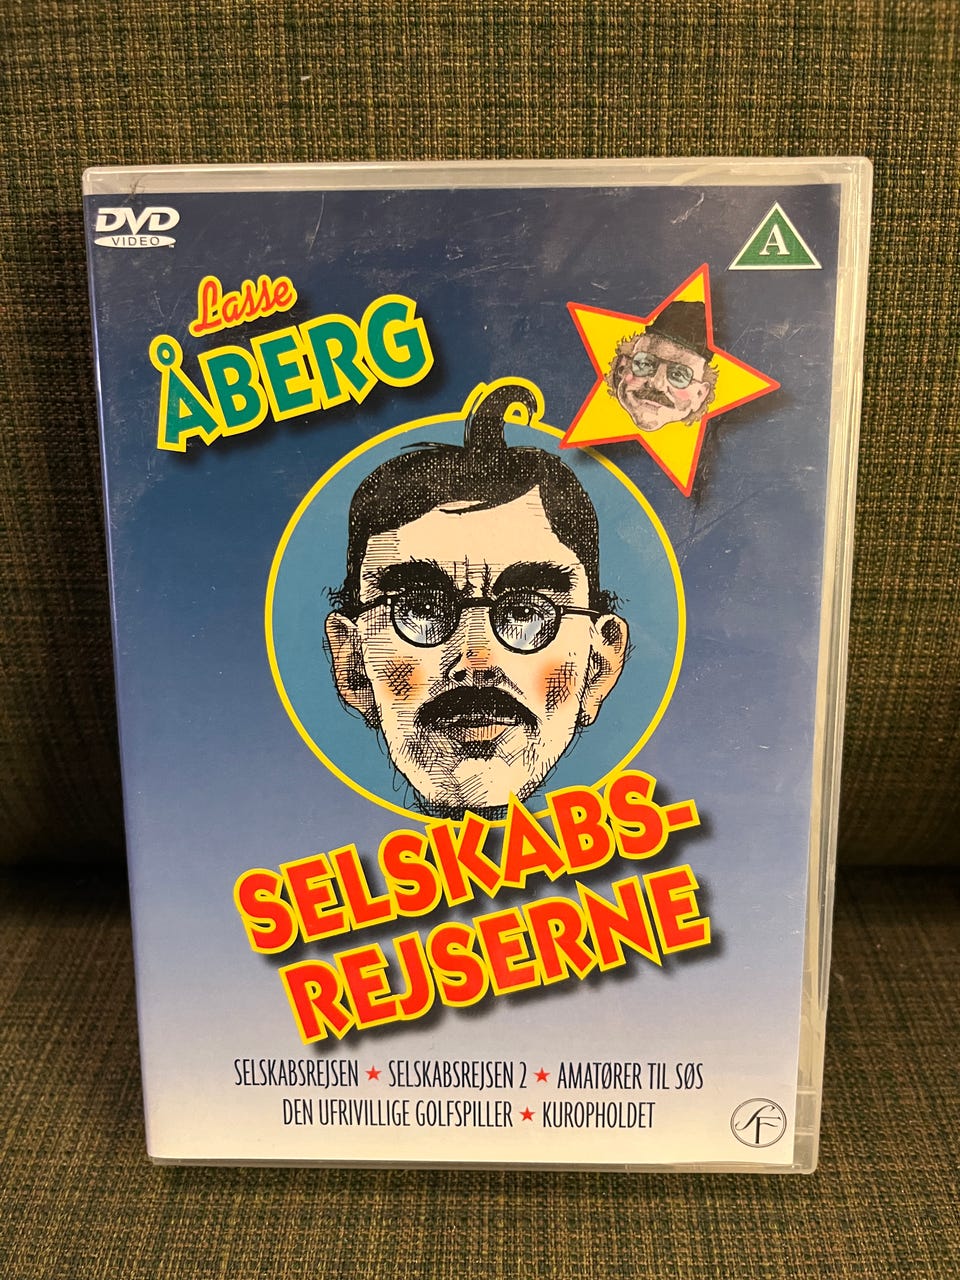 DVD
VIDEO
A
Lasse
ÅBERG
SELSKABS-
REJSERNE
SELSKABSREJSEN ★ SELSKABSREJSEN 2 ★ AMATØRER TIL SØS
DEN UFRIVILLIGE GOLFSPILLER ★ KUROPHOLDET
SF